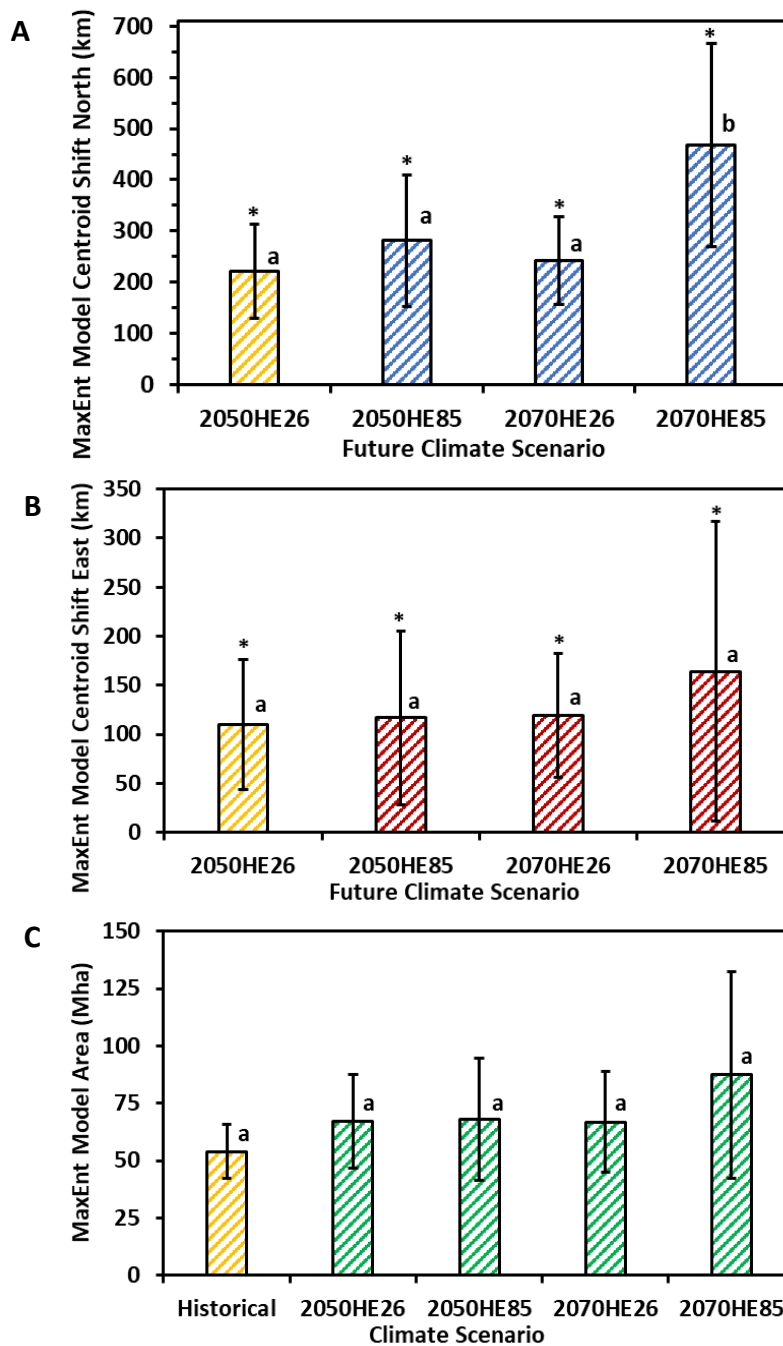 A
MaxEnt Model Centroid Shift North (km)
700
600
500
400
300
200
100
0
*
a
*
a
*
a
*
b
2050HE26 2050HE85 2070HE26 2070HE85
Future Climate Scenario
B
MaxEnt Model Centroid Shift East (km)
350
300
250
200
150
100
50
0
*
a
*
a
*
a
*
a
2050HE26 2050HE85 2070HE26 2070HE85
Future Climate Scenario
C
MaxEnt Model Area (Mha)
150
125
100
75
50
25
0
a
a
a
a
a
Historical 2050HE26 2050HE85 2070HE26 2070HE85
Climate Scenario